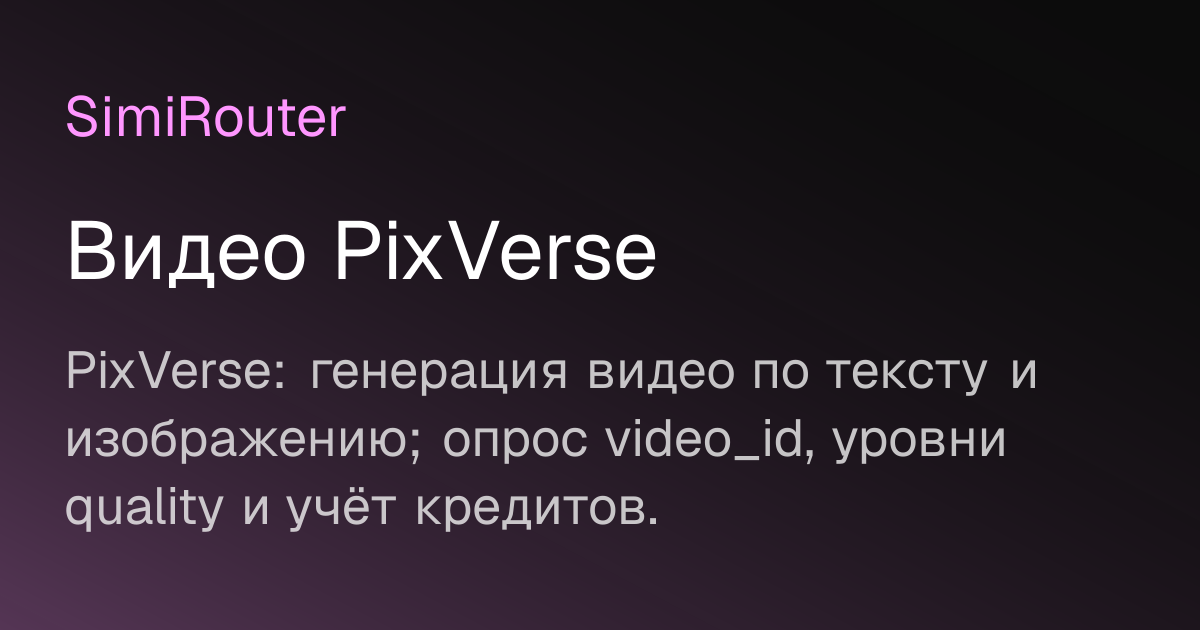 SimiRouter
Видео PixVerse
PixVerse: генерация видео по тексту и
изображению; опрос video_id, уровни
quality и учёт кредитов.